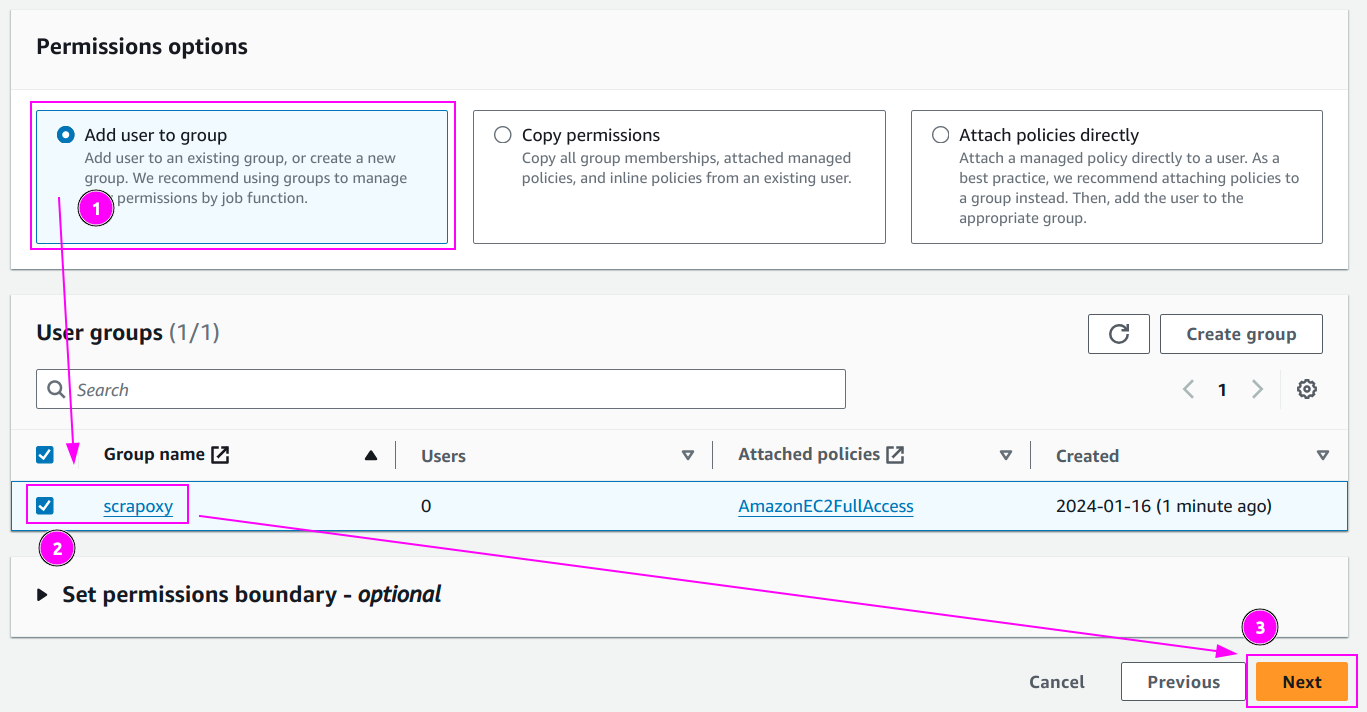 Permissions options
Add user to group
Add user to an existing group, or create a new
group. We recommend using groups to manage
permissions by job function.
1
Copy permissions
Copy all group memberships, attached managed
policies, and inline policies from an existing user.
Attach policies directly
Attach a managed policy directly to a user. As a
best practice, we recommend attaching policies to
a group instead. Then, add the user to the
appropriate group.
User groups (1/1)
Create group
Search
1
Group name
Users
Attached policies
Created
scrapoxy
0
AmazonEC2FullAccess
2024-01-16 (1 minute ago)
2
Set permissions boundary - optional
3
Cancel
Previous
Next